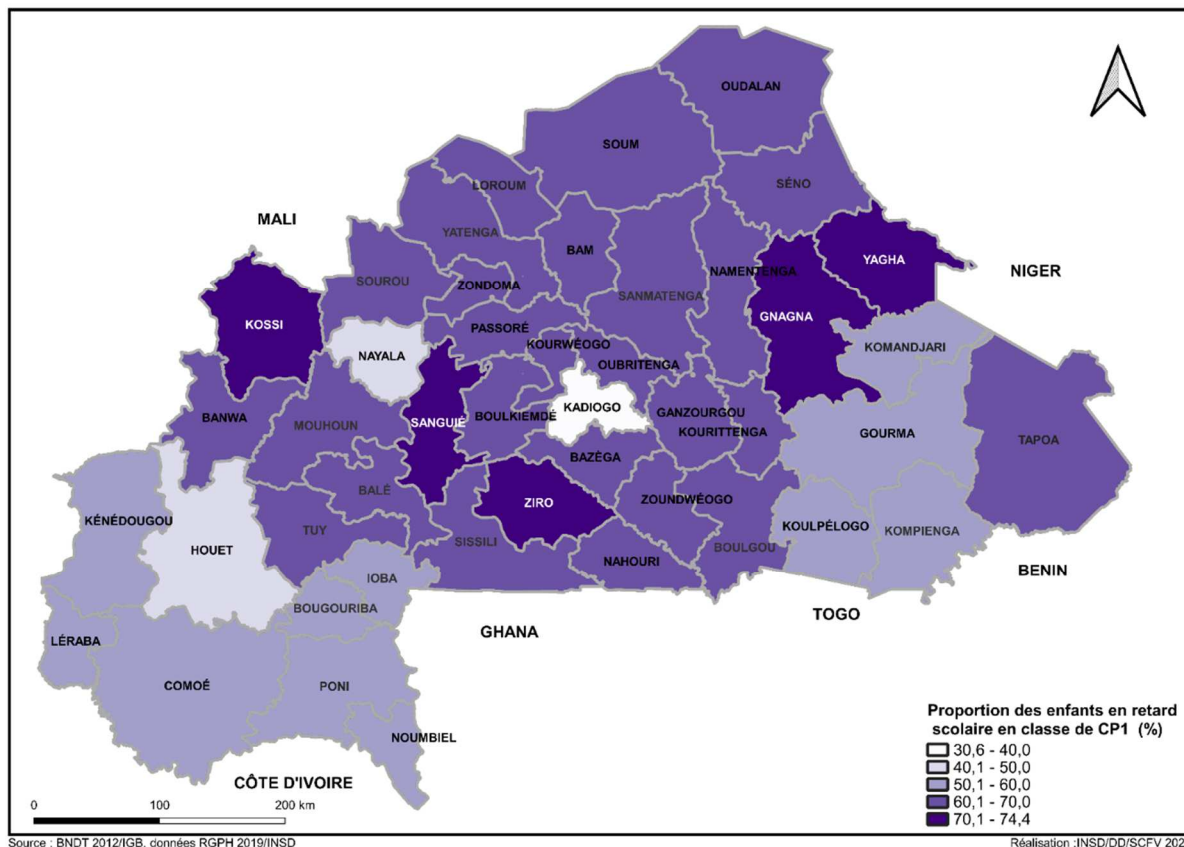 OUDALAN
SOUM
SÉNO
LOROUM
MALI
YATENGA
BAM
NAMENTENGA
YAGHA
NIGER
SOUROU
ZONDOMA
SANMATENGA
GNAGNA
KOSSI
PASSORÉ
KOURWÉOGO
KOMANDJARI
NAYALA
OUBRITENGA
KADIOGO
BANWA
MOUHOUN
SANGUIÉ
BOULKIEMDÉ
GANZOURGOU
KOURITTENGA
GOURMA
TAPOA
BAZÈGA
BALÉ
ZIRO
ZOUNDWÉOGO
KÉNÉDOUGOU
TUY
KOULPÉLOGO
KOMPIENGA
HOUET
SISSILI
NAHOURI
BOULGOU
IOBA
BENIN
BOUGOURIBA
TOGO
GHANA
LÉRABA
COMOÉ
PONI
NOUMBIEL
CÔTE D'IVOIRE
Proportion des enfants en retard
scolaire en classe de CP1 (%)
30,6 - 40,0
40,1 - 50,0
50,1 - 60,0
60,1 - 70,0
70,1 - 74,4
0 100 200 km
Source : BNDT 2012/IGB, données RGPH 2019/INSD
Réalisation :INSD/DD/SCFV 202